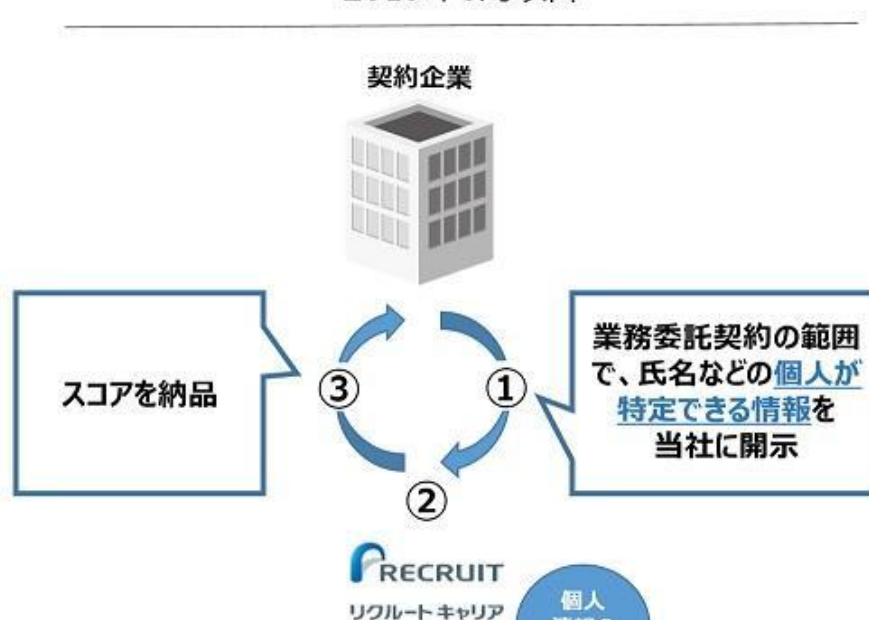 契約企業
スコアを納品
業務委託契約の範囲
で、氏名などの個人が
特定できる情報を
当社に開示
③
①
②
RECRUIT
リクルートキャリア
個人